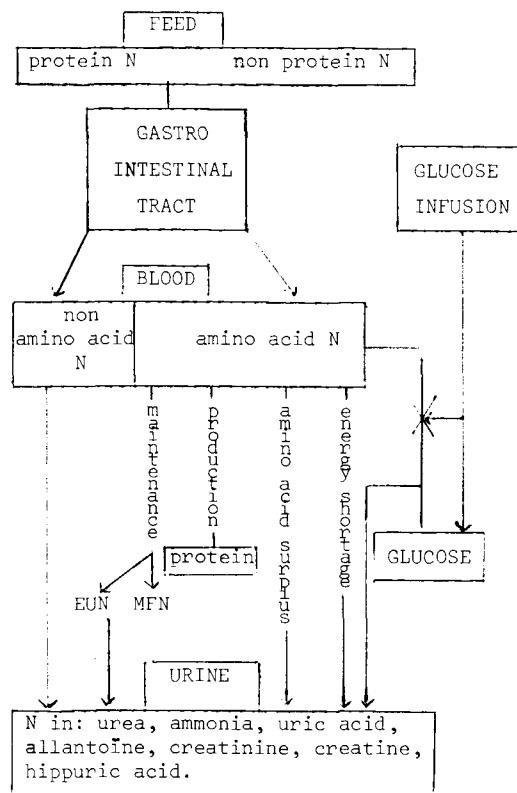 FEED
protein N non protein N
GASTRO
INTESTINAL
TRACT
GLUCOSE
INFUSION
BLOOD
non
amino acid
N
amino acid N
maintenance
production
amino acid surplus
energy shortage
protein
GLUCOSE
EUN MFN
URINE
N in: urea, ammonia, uric acid,
allantoïne, creatinine, creatine,
hippuric acid.